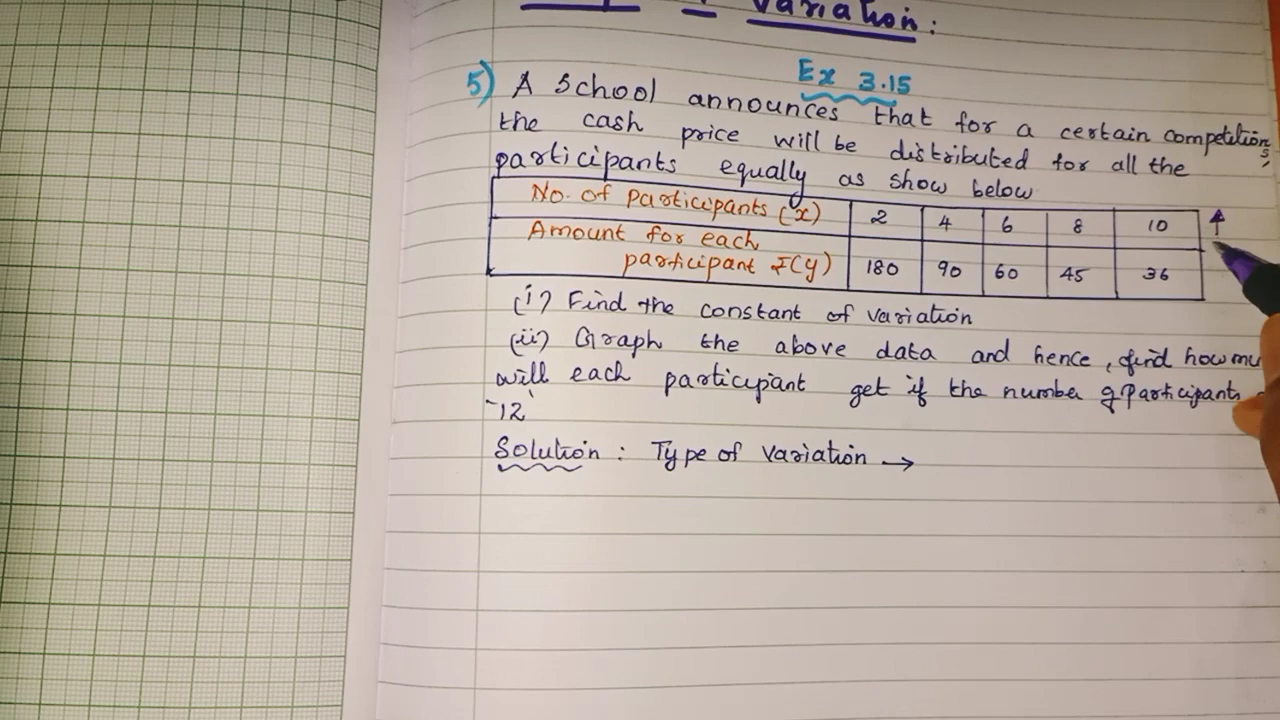 Variation:
Ex 3.15
5) A School announces that for a certain competitions,
the cash price will be distributed for all the
participants equally as show below
No. of participants (x) 2 4 6 8 10
Amount for each
participant ₹(y) 180 90 60 45 36
(i) Find the constant of variation
(ii) Graph the above data and hence, find how mu
will each participant get if the number of participants
12
Solution: Type of variation →